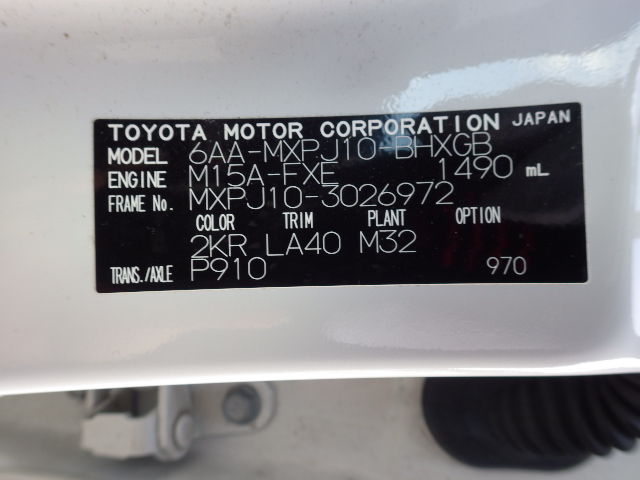 TOYOTA MOTOR CORPORATION JAPAN
MODEL 6AA-MXPJ10-BHXGB
ENGINE M15A-FXE 1490 mL
FRAME No. MXPJ10-3026972
COLOR TRIM PLANT OPTION
2KR LA40 M32
TRANS./AXLE P910 970